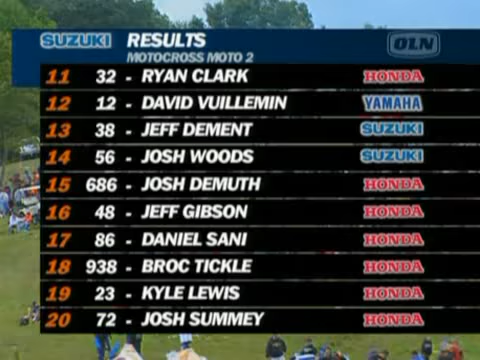 SUZUKI RESULTS OLN
MOTOCROSS MOTO 2
11 32 - RYAN CLARK HONDA
12 12 - DAVID VUILLEMIN YAMAHA
13 38 - JEFF DEMENT SUZUKI
14 56 - JOSH WOODS SUZUKI
15 686 - JOSH DEMUTH HONDA
16 48 - JEFF GIBSON HONDA
17 86 - DANIEL SANI HONDA
18 938 - BROC TICKLE HONDA
19 23 - KYLE LEWIS HONDA
20 72 - JOSH SUMMEY HONDA